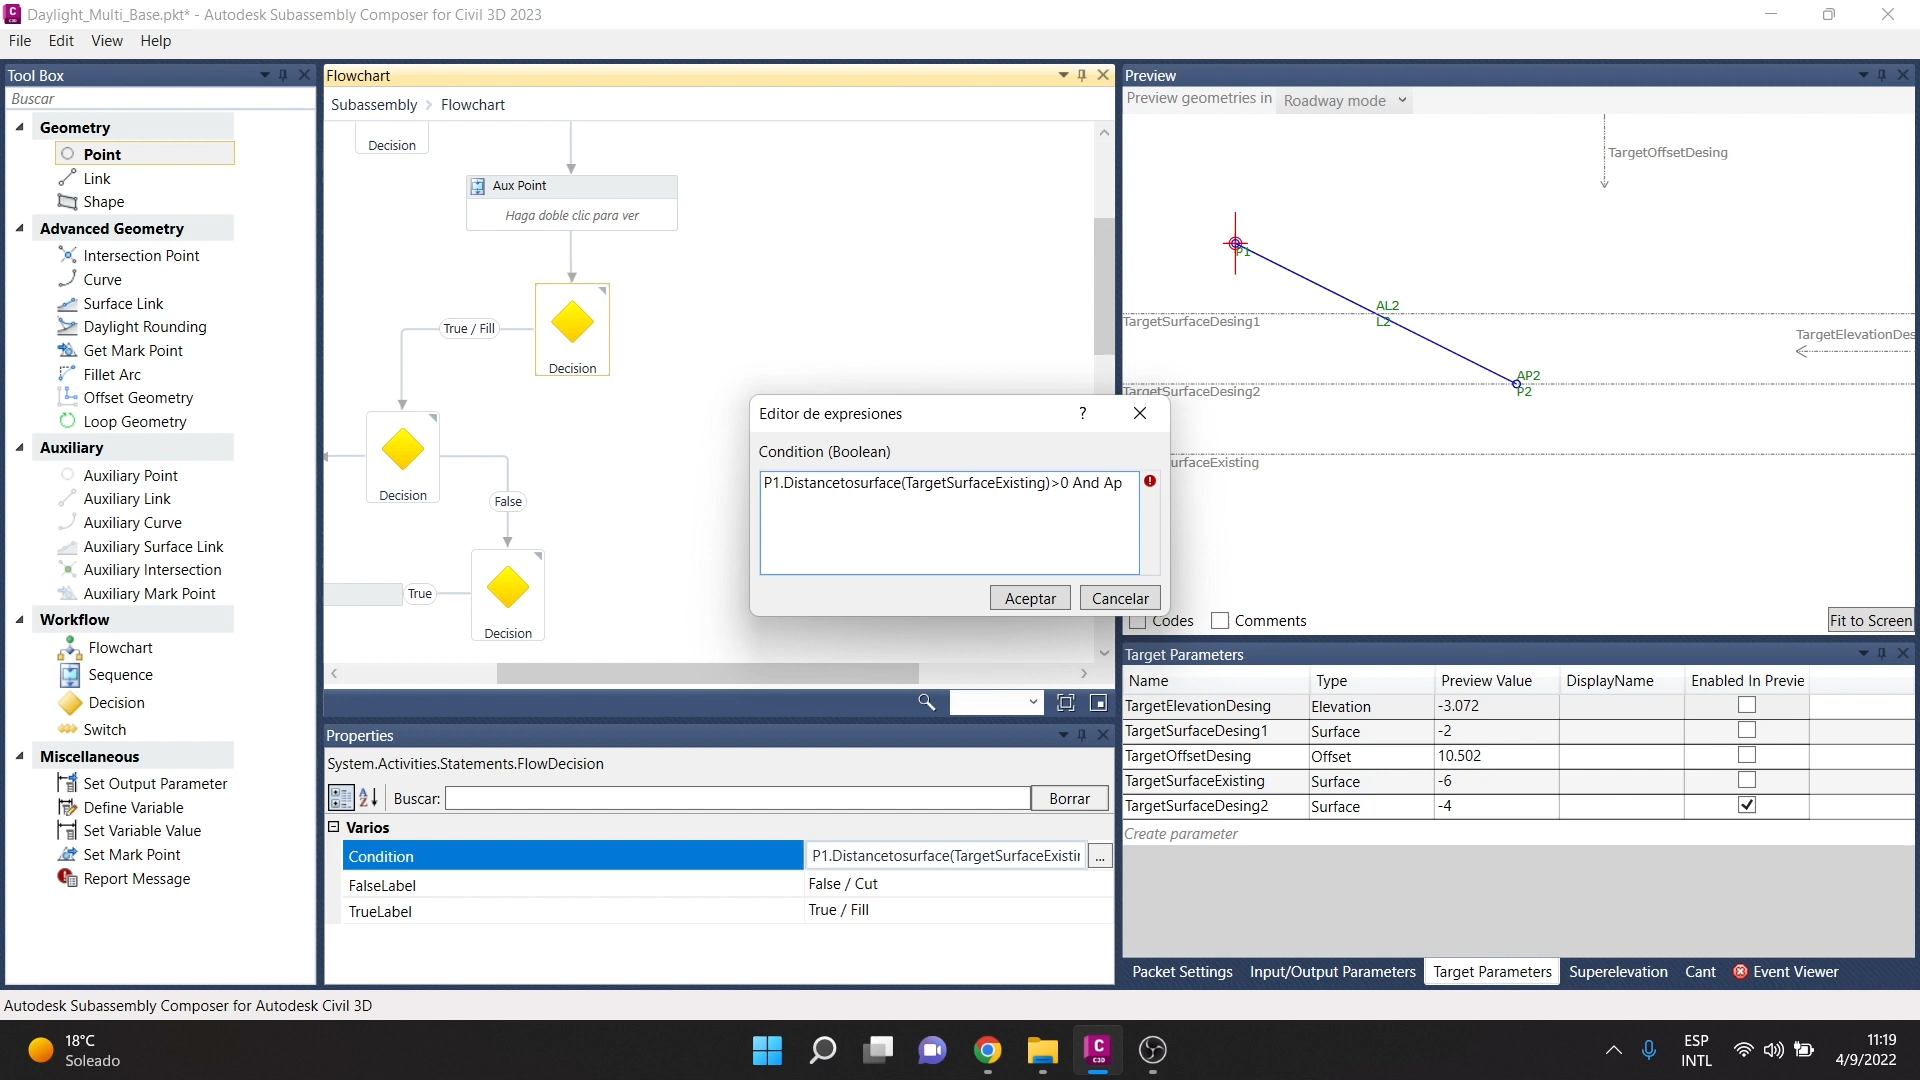 Daylight_Multi_Base.pkt* - Autodesk Subassembly Composer for Civil 3D 2023
File Edit View Help
Tool Box
Buscar
Geometry
Point
Link
Shape
Advanced Geometry
Intersection Point
Curve
Surface Link
Daylight Rounding
Get Mark Point
Fillet Arc
Offset Geometry
Loop Geometry
Auxiliary
Auxiliary Point
Auxiliary Link
Auxiliary Curve
Auxiliary Surface Link
Auxiliary Intersection
Auxiliary Mark Point
Workflow
Flowchart
Sequence
Decision
Switch
Miscellaneous
Set Output Parameter
Define Variable
Set Variable Value
Set Mark Point
Report Message
Flowchart
Subassembly Flowchart
Decision
Aux Point
Haga doble clic para ver
True / Fill
Decision
Decision
False
True
Decision
Editor de expresiones
?
Condition (Boolean)
P1.Distancetosurface(TargetSurfaceExisting)>0 And Ap
Aceptar Cancelar
Properties
System.Activities.Statements.FlowDecision
Buscar: Borrar
Varios
Condition P1.Distancetosurface(TargetSurfaceExistin ...
FalseLabel False / Cut
TrueLabel True / Fill
Preview
Preview geometries in Roadway mode
TargetOffsetDesing
P1
AL2
L2
TargetSurfaceDesing1
TargetElevationDes
AP2
P2
TargetSurfaceDesing2
urfaceExisting
Codes Comments Fit to Screen
Target Parameters
Name Type Preview Value DisplayName Enabled In Previe
TargetElevationDesing Elevation -3.072
TargetSurfaceDesing1 Surface -2
TargetOffsetDesing Offset 10.502
TargetSurfaceExisting Surface -6
TargetSurfaceDesing2 Surface -4
Create parameter
Packet Settings Input/Output Parameters Target Parameters Superelevation Cant Event Viewer
Autodesk Subassembly Composer for Autodesk Civil 3D
18°C
Soleado
ESP
INTL
11:19
4/9/2022